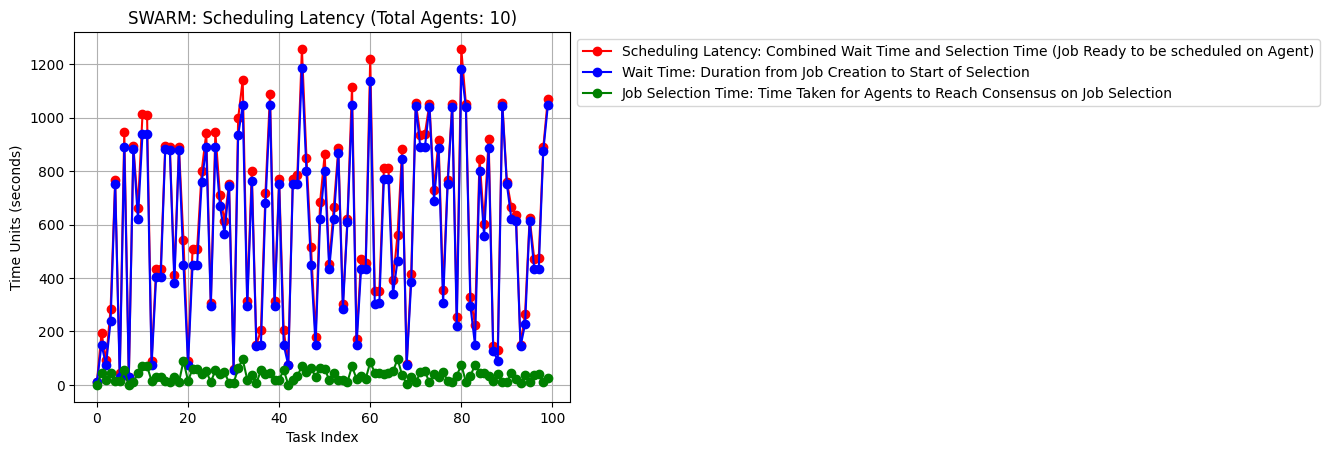 SWARM: Scheduling Latency (Total Agents: 10)
Scheduling Latency: Combined Wait Time and Selection Time (Job Ready to be scheduled on Agent)
Wait Time: Duration from Job Creation to Start of Selection
Job Selection Time: Time Taken for Agents to Reach Consensus on Job Selection
Time Units (seconds)
1200
1000
800
600
400
200
0
0 20 40 60 80 100
Task Index